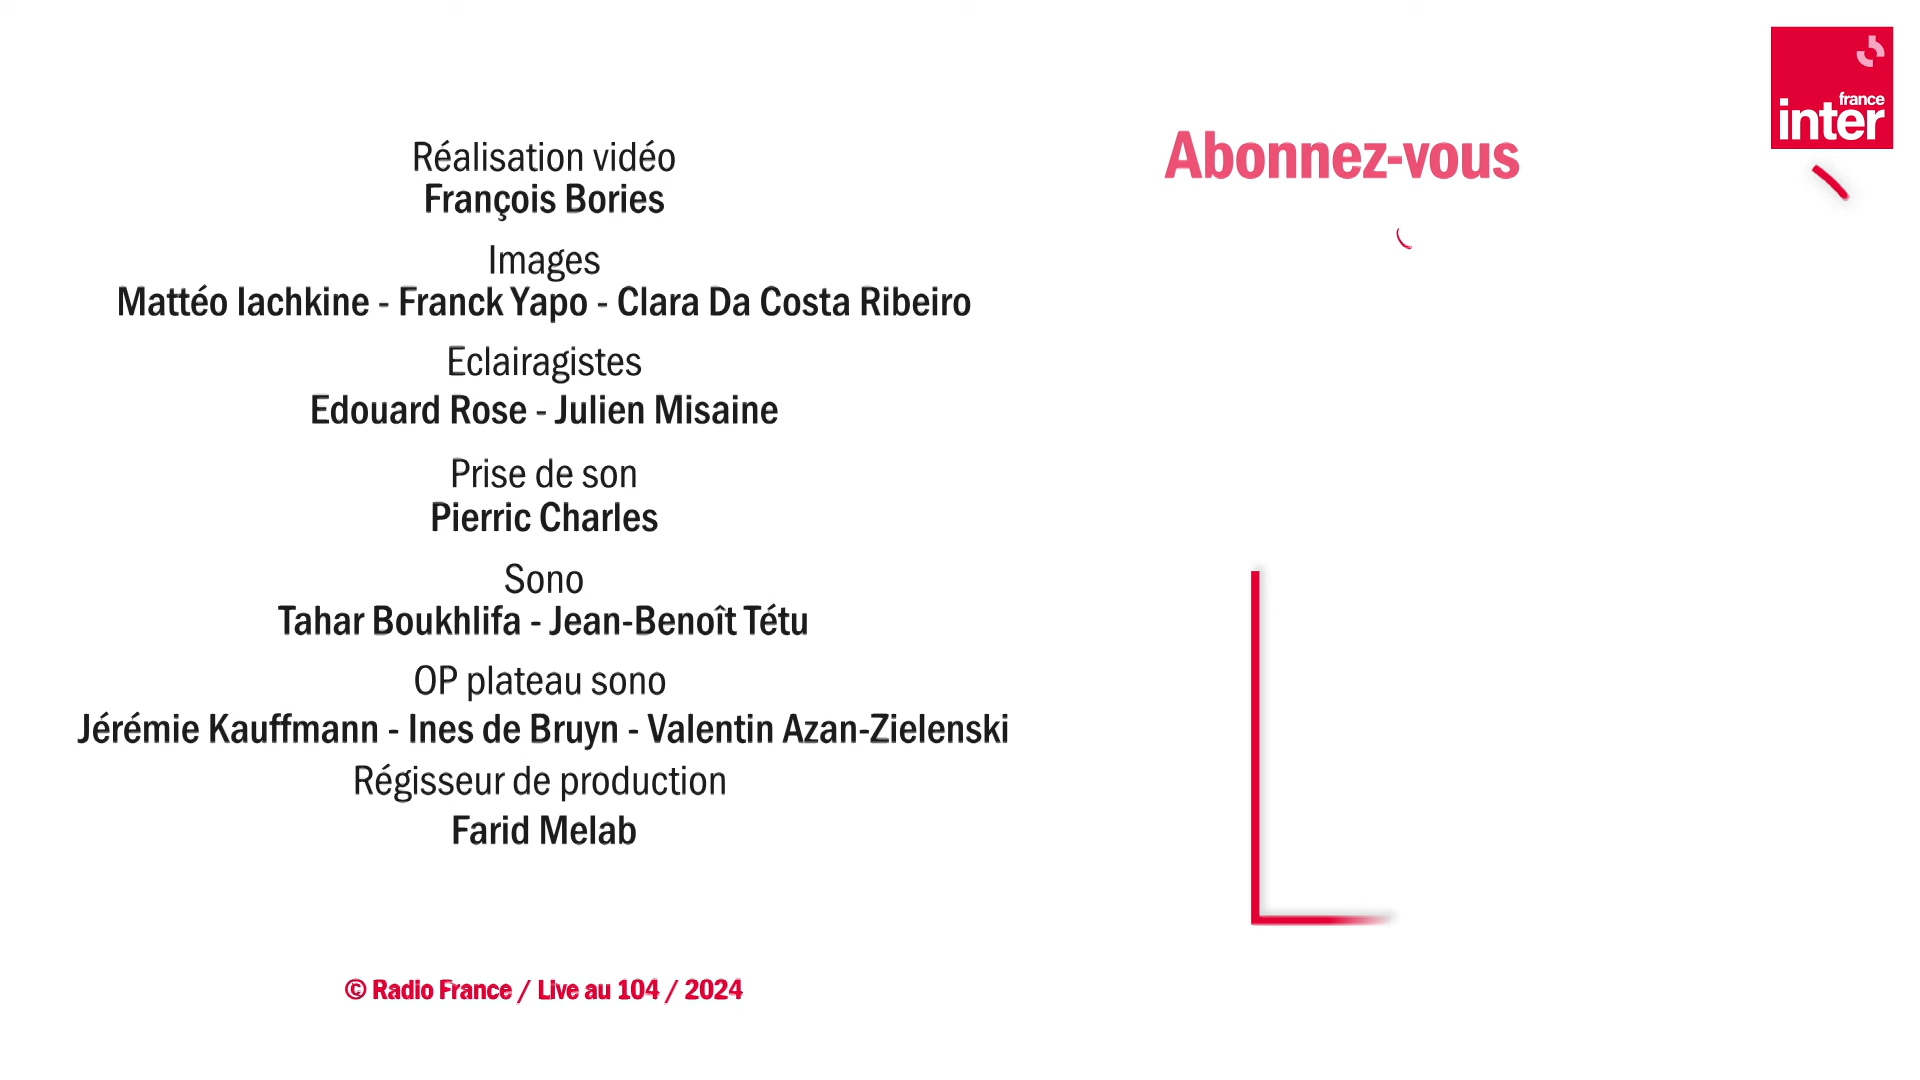 Réalisation vidéo
François Bories
Images
Mattéo Iachkine - Franck Yapo - Clara Da Costa Ribeiro
Eclairagistes
Edouard Rose - Julien Misaine
Prise de son
Pierric Charles
Sono
Tahar Boukhlifa - Jean-Benoît Tétu
OP plateau sono
Jérémie Kauffmann - Ines de Bruyn - Valentin Azan-Zielenski
Régisseur de production
Farid Melab
© Radio France / Live au 104 / 2024
Abonnez-vous
france
inter